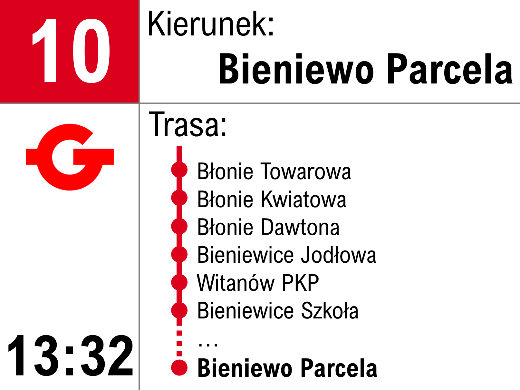 10
Kierunek:
Bieniewo Parcela
Trasa:
Błonie Towarowa
Błonie Kwiatowa
Błonie Dawtona
Bieniewice Jodłowa
Witanów PKP
Bieniewice Szkoła
...
Bieniewo Parcela
G
13:32